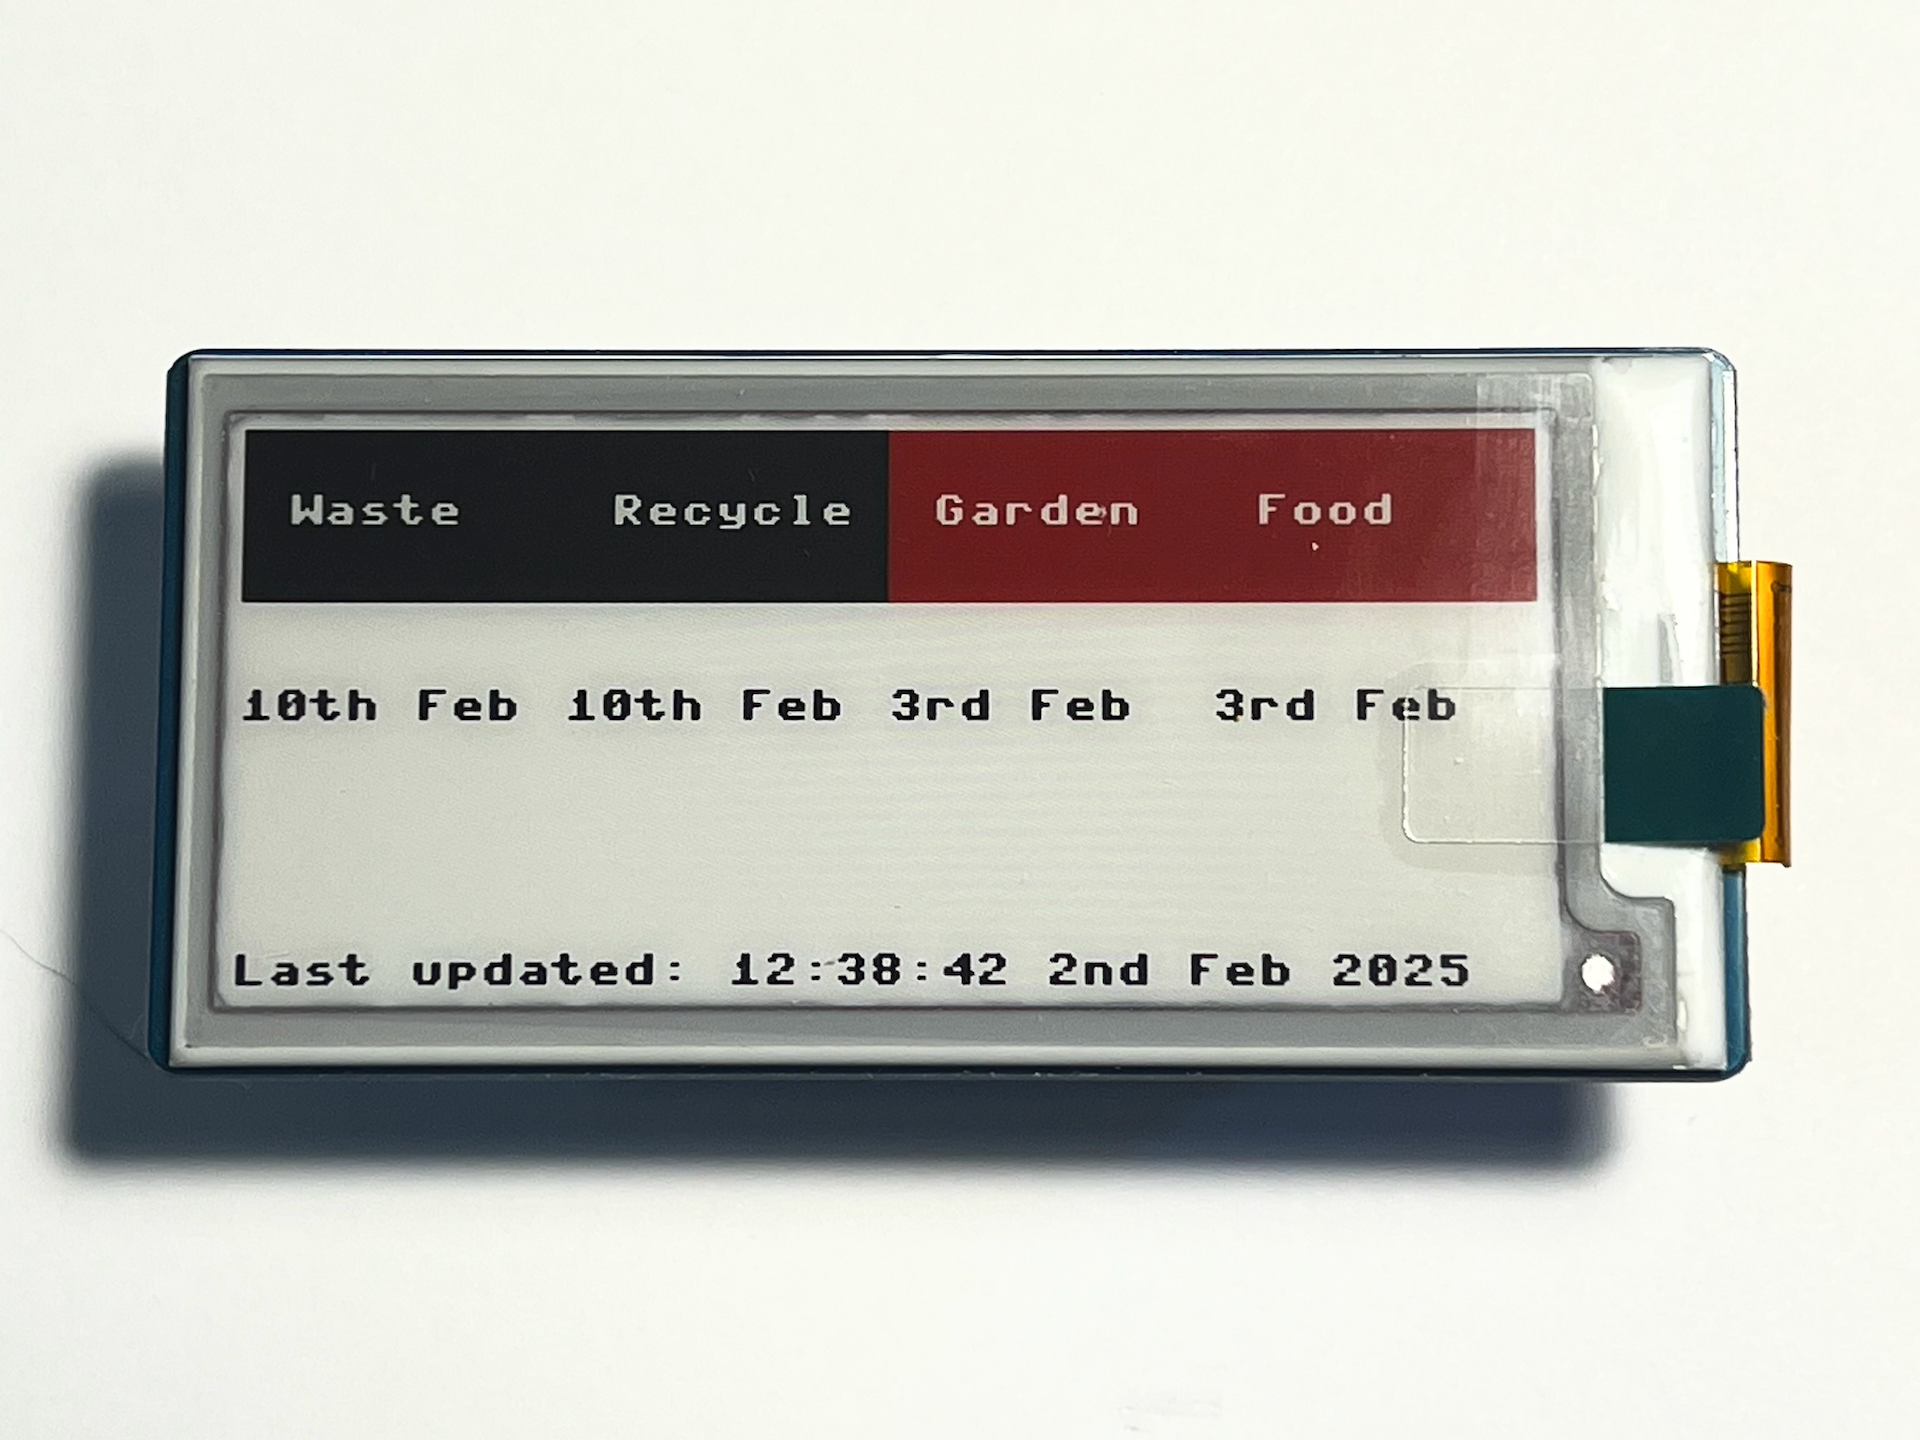 Waste Recycle Garden Food
10th Feb 10th Feb 3rd Feb 3rd Feb
Last updated: 12:38:42 2nd Feb 2025